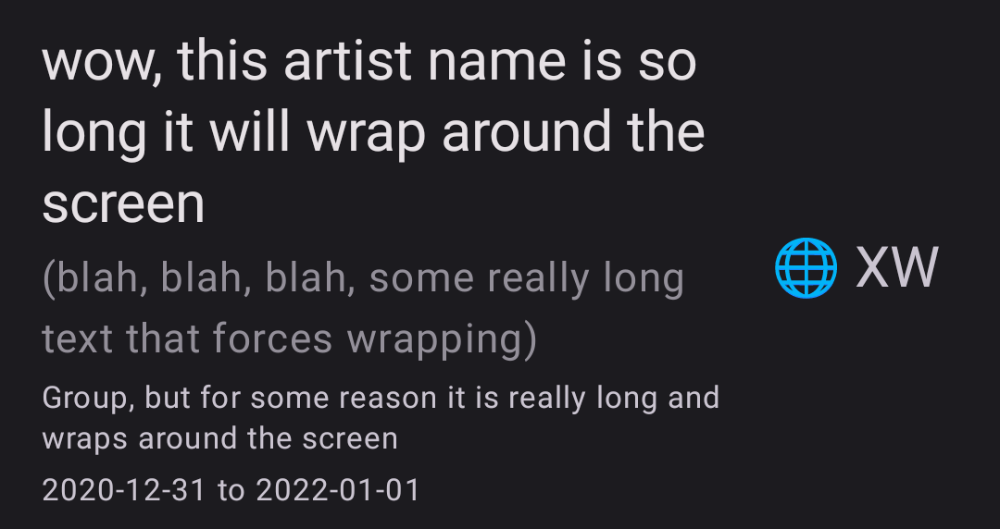 wow, this artist name is so
long it will wrap around the
screen
(blah, blah, blah, some really long
text that forces wrapping)
🌐 XW
Group, but for some reason it is really long and
wraps around the screen
2020-12-31 to 2022-01-01